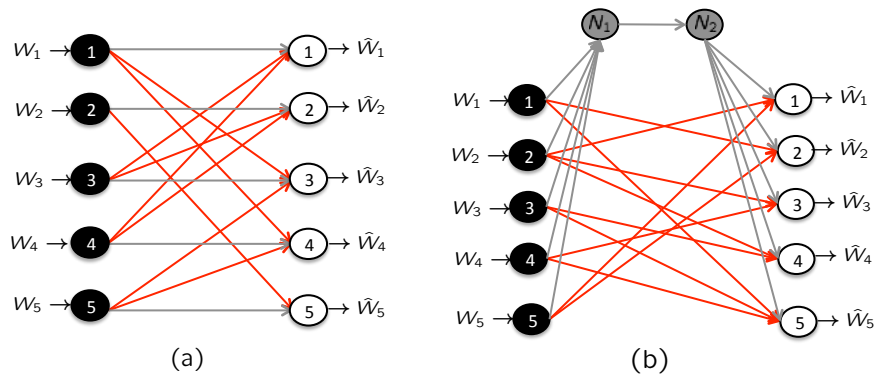 W₁ 1 1 Ŵ₁
W₂ 2 2 Ŵ₂
W₃ 3 3 Ŵ₃
W₄ 4 4 Ŵ₄
W₅ 5 5 Ŵ₅
(a)
N₁ N₂
W₁ 1 1 Ŵ₁
W₂ 2 2 Ŵ₂
W₃ 3 3 Ŵ₃
W₄ 4 4 Ŵ₄
W₅ 5 5 Ŵ₅
(b)